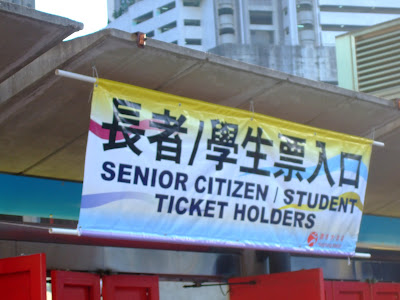 長者/學生票入口
SENIOR CITIZEN / STUDENT
TICKET HOLDERS